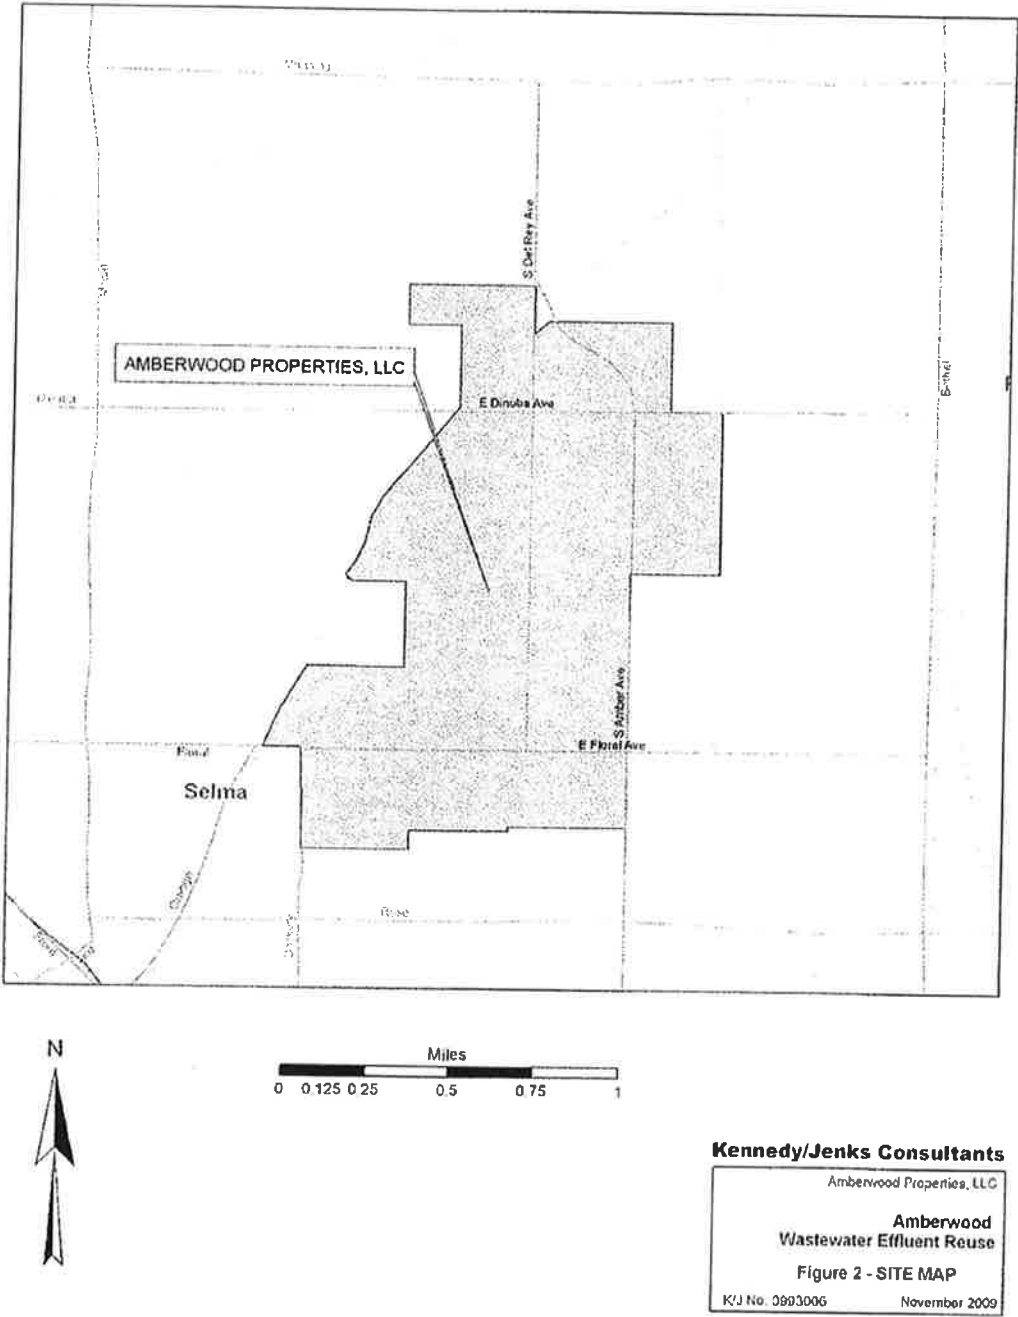 S Del Rey Ave
AMBERWOOD PROPERTIES, LLC
Bethel
E Dinuba Ave
S Amber Ave
E Floral Ave
Floral
Selma
Orange
Rose
N
Miles
0 0.125 0.25 0.5 0.75 1
Kennedy/Jenks Consultants
Amberwood Properties, LLC
Amberwood
Wastewater Effluent Reuse
Figure 2 - SITE MAP
K/J No. 0993006 November 2009